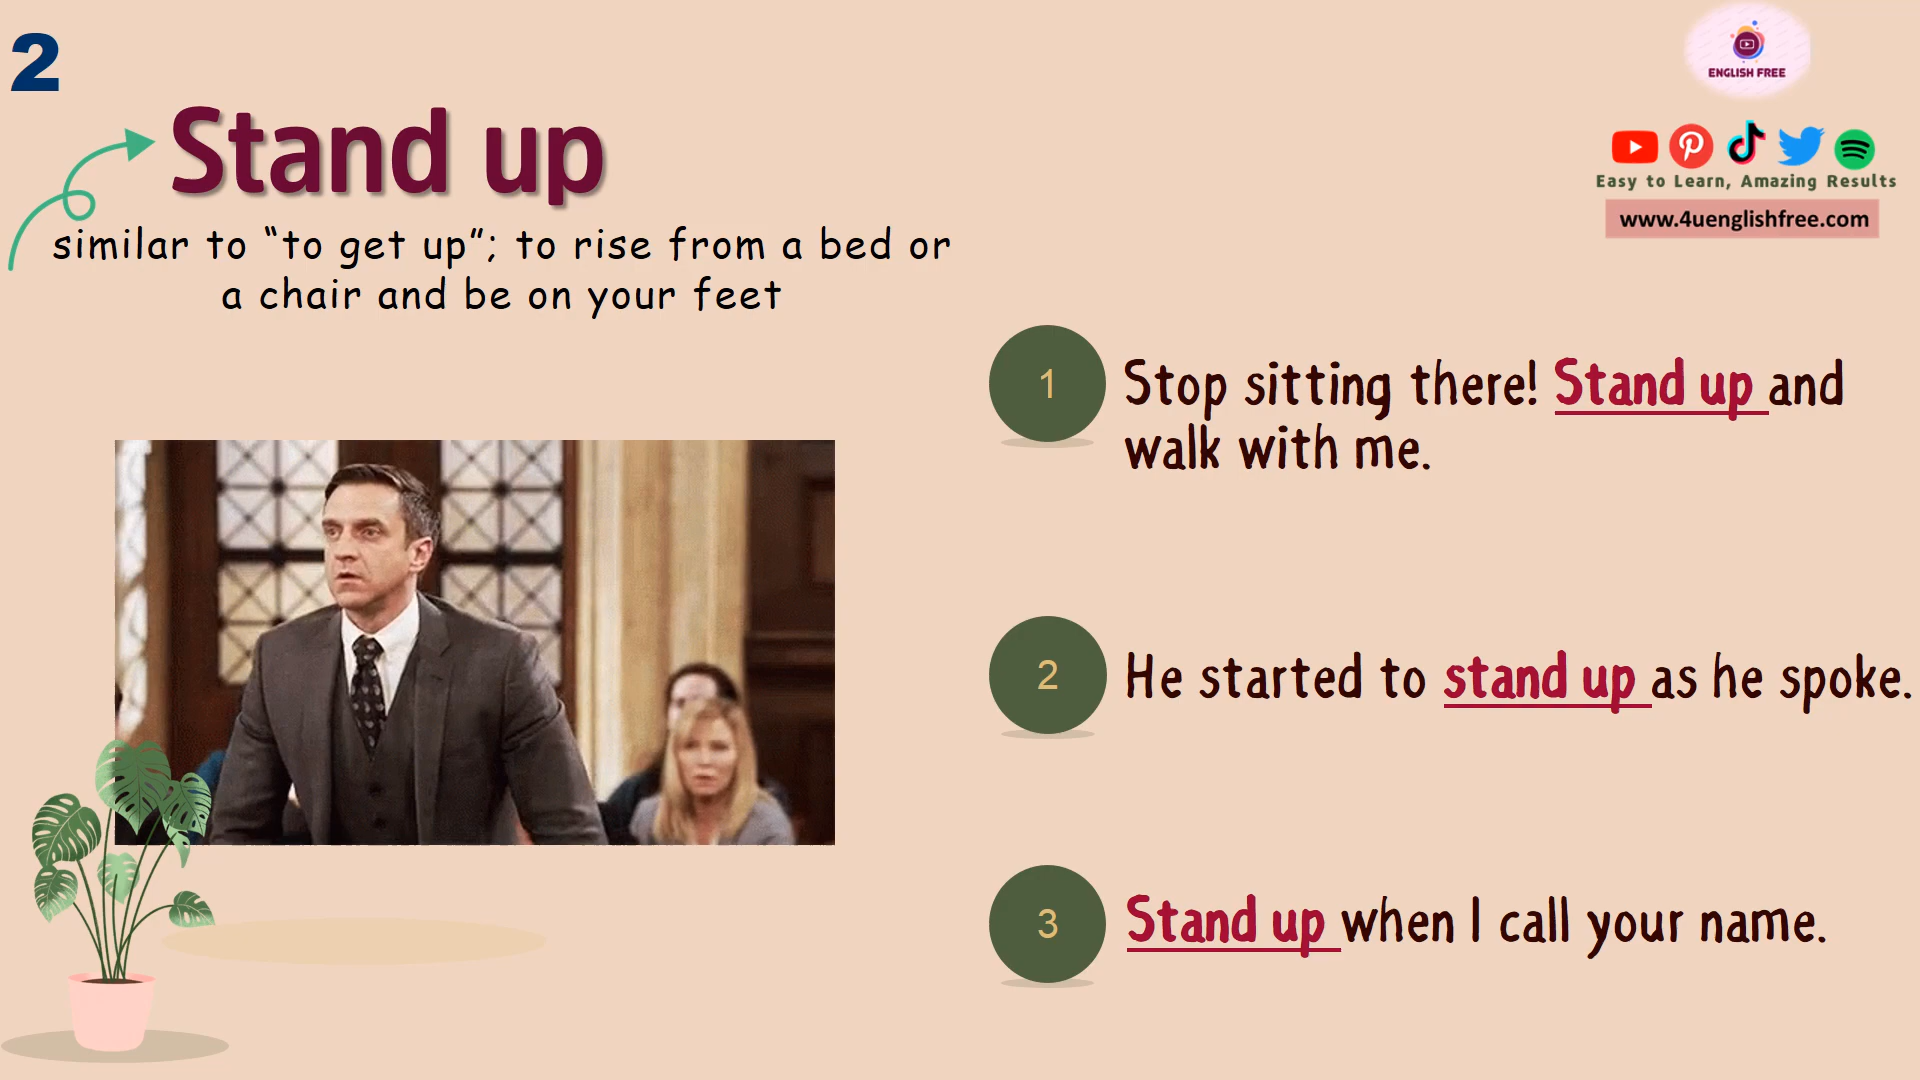 2
Stand up
similar to “to get up”; to rise from a bed or
a chair and be on your feet
ENGLISH FREE
Easy to Learn, Amazing Results
www.4uenglishfree.com
1
Stop sitting there! Stand up and
walk with me.
2
He started to stand up as he spoke.
3
Stand up when I call your name.